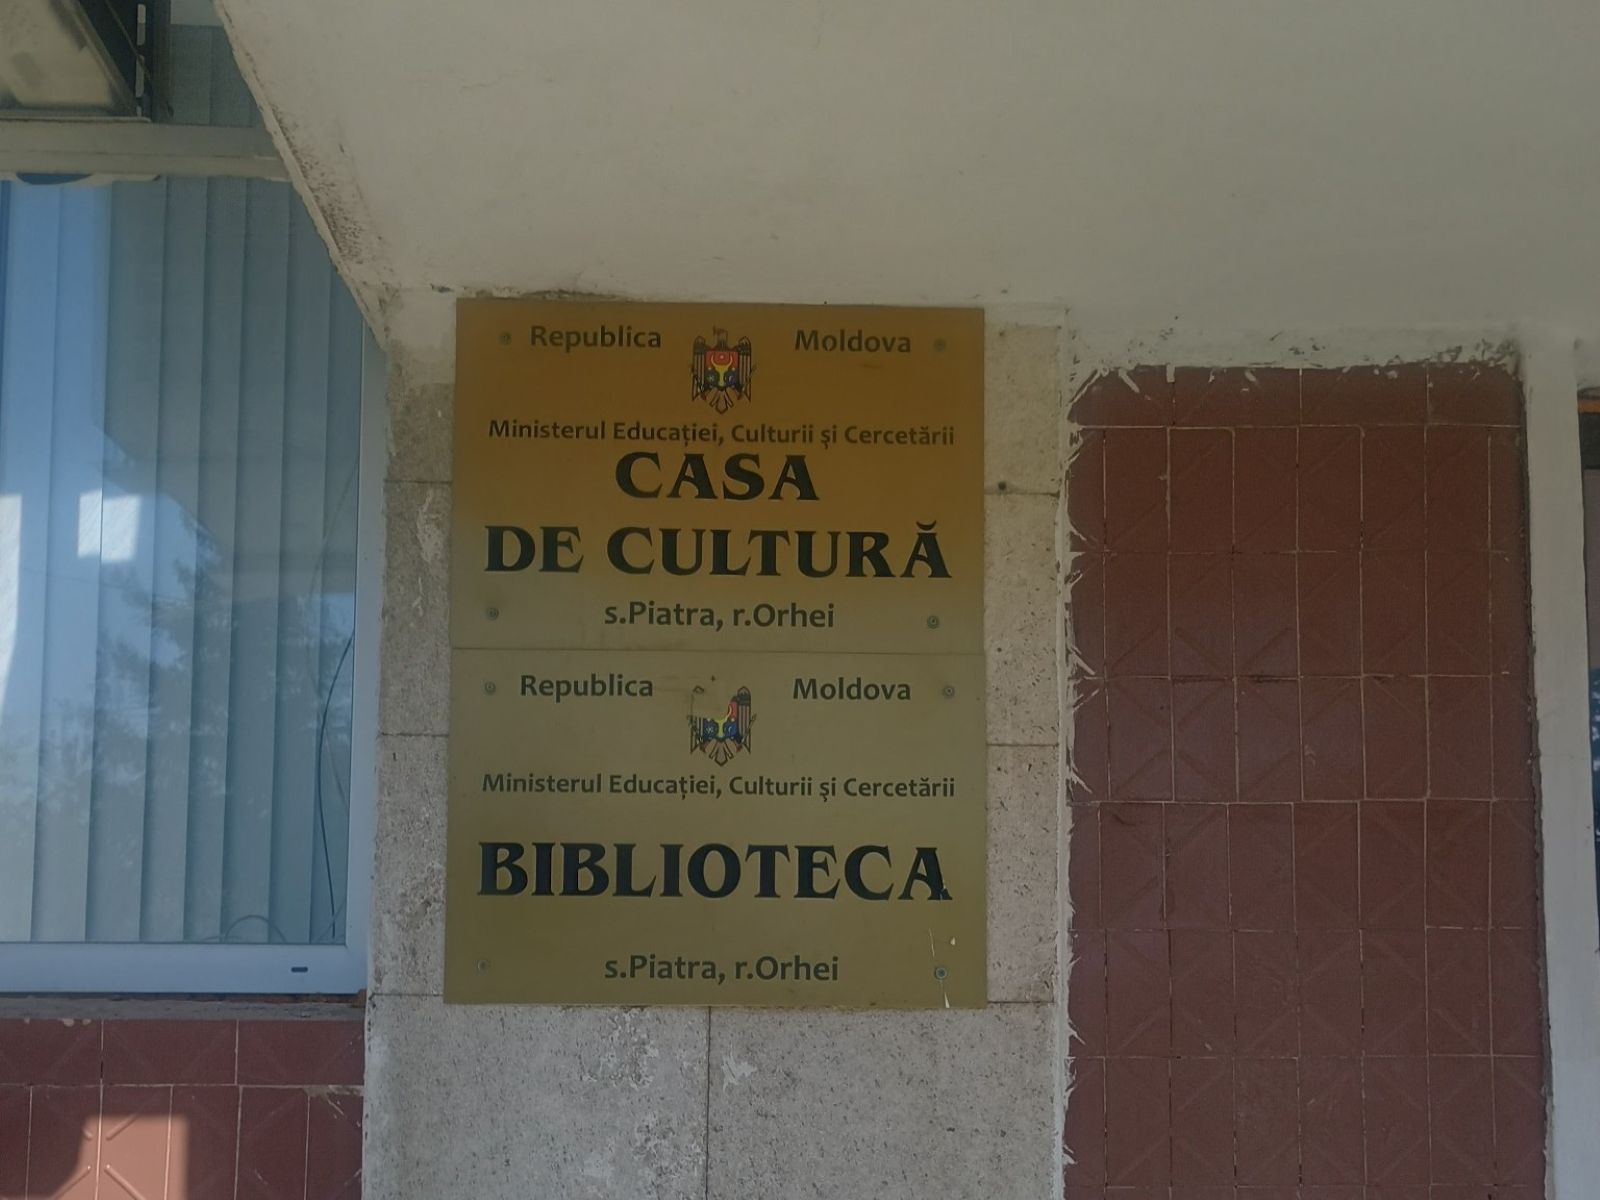 Republica Moldova
Ministerul Educației, Culturii și Cercetării
CASA
DE CULTURĂ
s.Piatra, r.Orhei
Republica Moldova
Ministerul Educației, Culturii și Cercetării
BIBLIOTECA
s.Piatra, r.Orhei